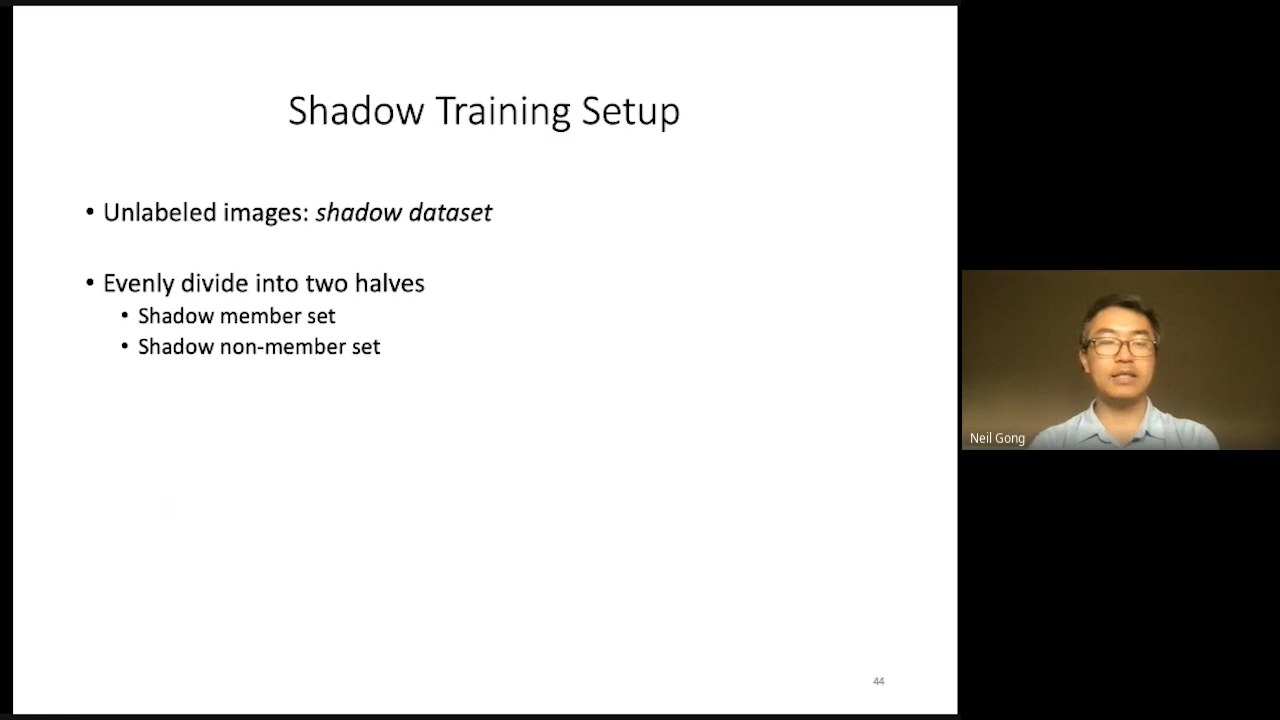 Shadow Training Setup
• Unlabeled images: shadow dataset
• Evenly divide into two halves
• Shadow member set
• Shadow non-member set
Neil Gong
44